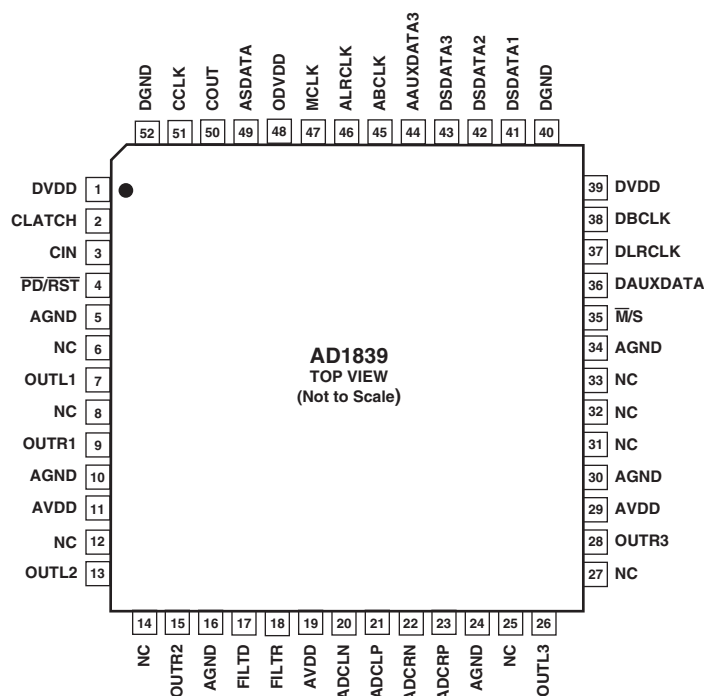 DGND
CCLK
COUT
ASDATA
ODVDD
MCLK
ALRCLK
ABCLK
AAUXDATA3
DSDATA3
DSDATA2
DSDATA1
DGND
52 51 50 49 48 47 46 45 44 43 42 41 40
DVDD 1
CLATCH 2
CIN 3
PD/RST 4
AGND 5
NC 6
OUTL1 7
NC 8
OUTR1 9
AGND 10
AVDD 11
NC 12
OUTL2 13
AD1839
TOP VIEW
(Not to Scale)
39 DVDD
38 DBCLK
37 DLRCLK
36 DAUXDATA
35 M/S
34 AGND
33 NC
32 NC
31 NC
30 AGND
29 AVDD
28 OUTR3
27 NC
14 15 16 17 18 19 20 21 22 23 24 25 26
NC
OUTR2
AGND
FILTD
FILTR
AVDD
ADCLN
ADCLP
ADCRN
ADCRP
AGND
NC
OUTL3